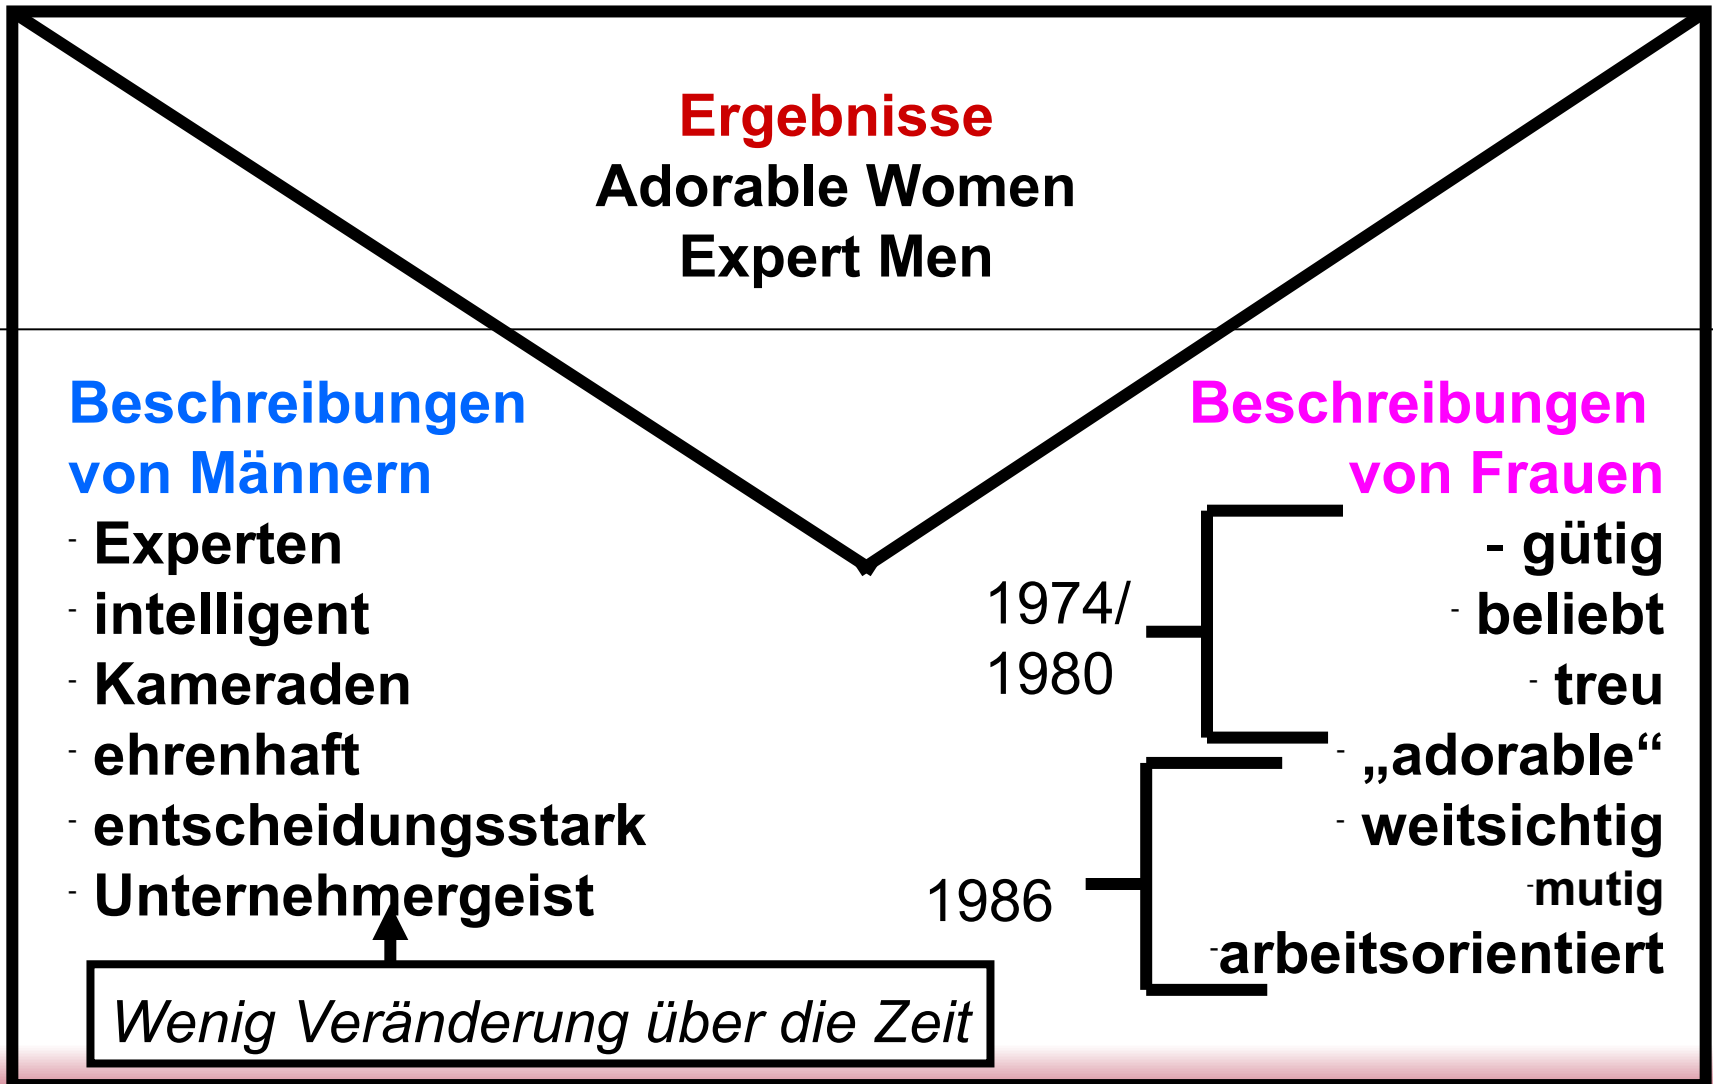 Ergebnisse
Adorable Women
Expert Men
Beschreibungen
von Männern
- Experten
- intelligent
- Kameraden
- ehrenhaft
- entscheidungsstark
- Unternehmergeist
Wenig Veränderung über die Zeit
Beschreibungen
von Frauen
- gütig
- beliebt
- treu
- „adorable“
- weitsichtig
-mutig
-arbeitsorientiert
1974/
1980
1986